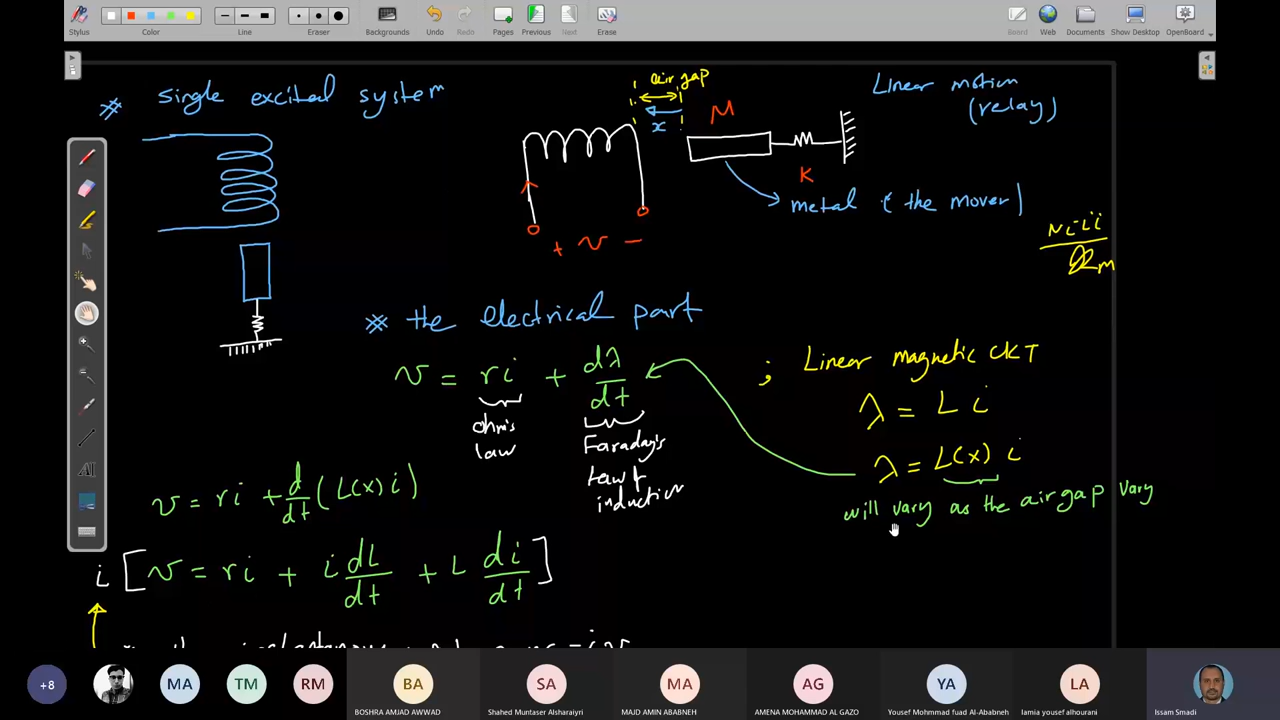 Stylus
Color
Line
Eraser
Backgrounds
Undo
Redo
Pages
Previous
Next
Erase
Board
Web
Documents
Show Desktop
OpenBoard
* single excited system
air gap
x
M
K
Linear motion
(relay)
metal (the mover)
+ v -
* the electrical part
v = ri + dλ/dt
ohm's
law
Faraday's
law of
induction
; Linear magnetic CKT
λ = L i
λ = L(x) i
will vary as the airgap vary
v = ri + d/dt (L(x) i)
i [v = ri + i dL/dt + L di/dt]
+8
MA
TM
RM
BA
BOSHRA AMJAD AWWAD
SA
Shahed Muntaser Alsharaiyri
MA
MAJD AMIN ABABNEH
AG
AMENA MOHAMMAD AL GAZO
YA
Yousef Mohmmad fuad Al-Ababneh
LA
lamia yousef alhourani
Issam Smadi